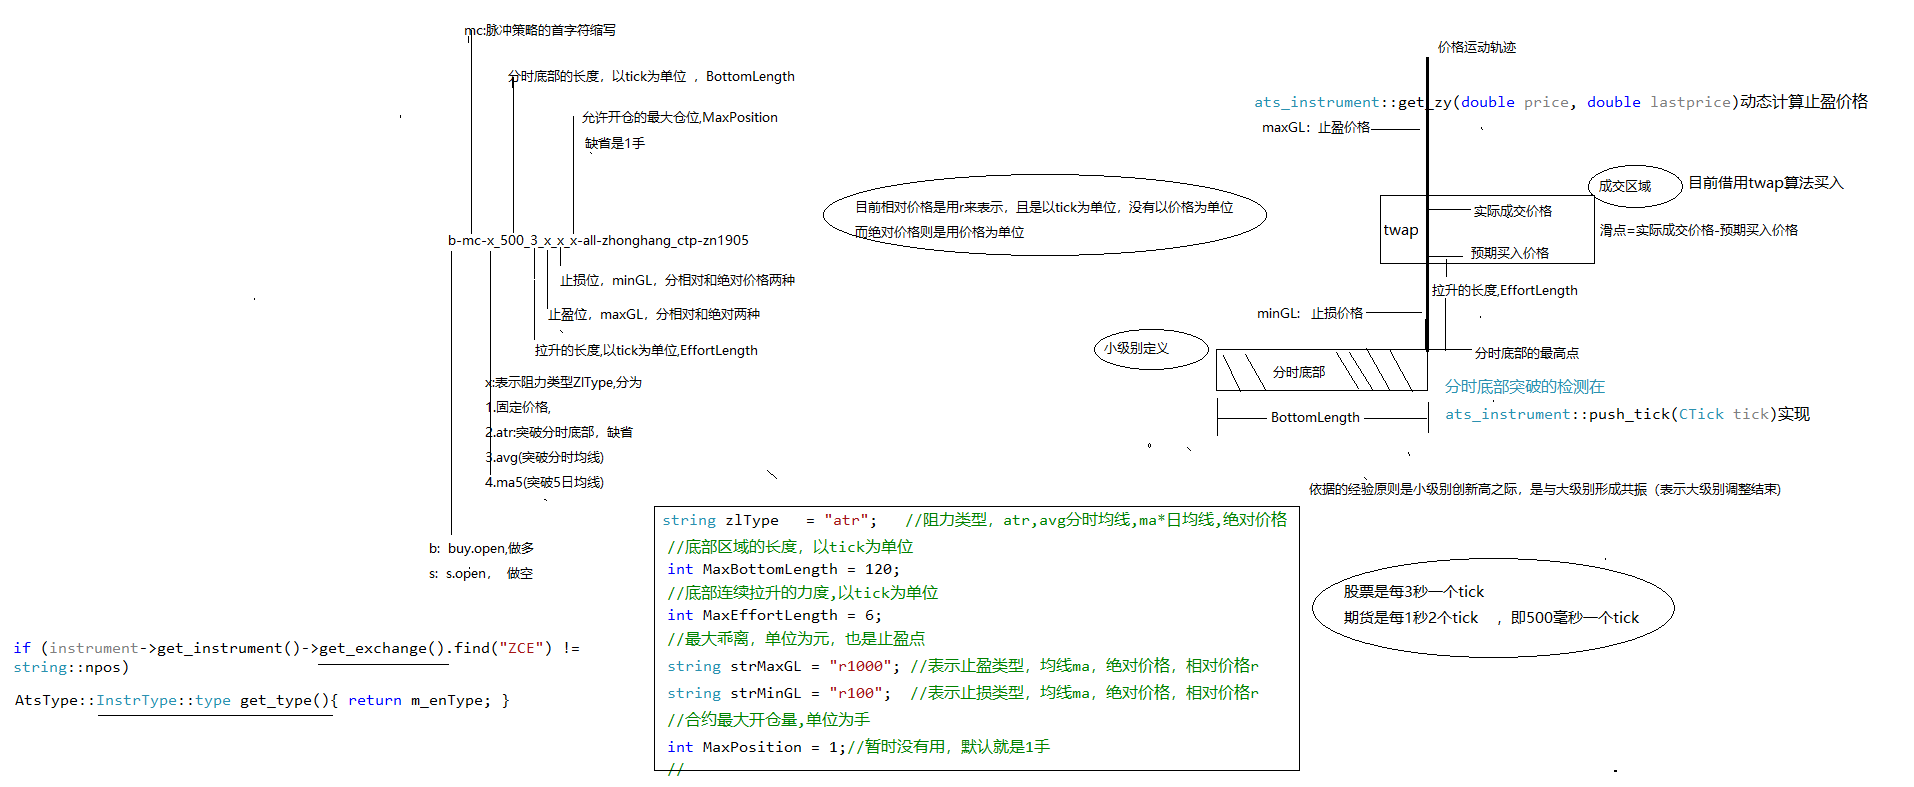 mc:脉冲策略的首字符缩写
分时底部的长度，以tick为单位 ，BottomLength
允许开仓的最大仓位,MaxPosition
缺省是1手
b-mc-x_500_3_x_x_x-all-zhonghang_ctp-zn1905
止损位，minGL，分相对和绝对价格两种
止盈位，maxGL，分相对和绝对两种
拉升的长度,以tick为单位,EffortLength
x:表示阻力类型ZlType,分为
1.固定价格,
2.atr:突破分时底部，缺省
3.avg(突破分时均线)
4.ma5(突破5日均线)
b: buy.open,做多
s: s.open， 做空
目前相对价格是用r来表示，且是以tick为单位，没有以价格为单位
而绝对价格则是用价格为单位
价格运动轨迹
ats_instrument::get_zy(double price, double lastprice)动态计算止盈价格
maxGL：止盈价格
成交区域
目前借用twap算法买入
实际成交价格
twap
滑点=实际成交价格-预期买入价格
预期买入价格
拉升的长度,EffortLength
minGL：止损价格
小级别定义
分时底部的最高点
分时底部
分时底部突破的检测在
BottomLength
ats_instrument::push_tick(CTick tick)实现
依据的经验原则是小级别创新高之际，是与大级别形成共振（表示大级别调整结束)
string zlType = "atr"; //阻力类型，atr,avg分时均线,ma*日均线,绝对价格
//底部区域的长度，以tick为单位
int MaxBottomLength = 120;
//底部连续拉升的力度,以tick为单位
int MaxEffortLength = 6;
//最大乖离，单位为元，也是止盈点
string strMaxGL = "r1000"; //表示止盈类型，均线ma，绝对价格，相对价格r
string strMinGL = "r100"; //表示止损类型，均线ma，绝对价格，相对价格r
//合约最大开仓量,单位为手
int MaxPosition = 1;//暂时没有用，默认就是1手
//
股票是每3秒一个tick
期货是每1秒2个tick ，即500毫秒一个tick
if (instrument->get_instrument()->get_exchange().find("ZCE") !=
string::npos)
AtsType::InstrType::type get_type(){ return m_enType; }